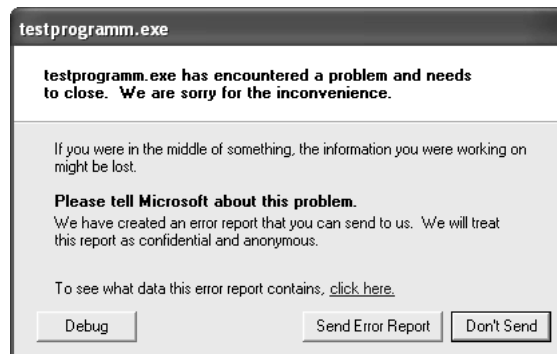 testprogramm.exe
testprogramm.exe has encountered a problem and needs
to close.  We are sorry for the inconvenience.
If you were in the middle of something, the information you were working on
might be lost.
Please tell Microsoft about this problem.
We have created an error report that you can send to us.  We will treat
this report as confidential and anonymous.
To see what data this error report contains, click here.
Debug
Send Error Report
Don't Send